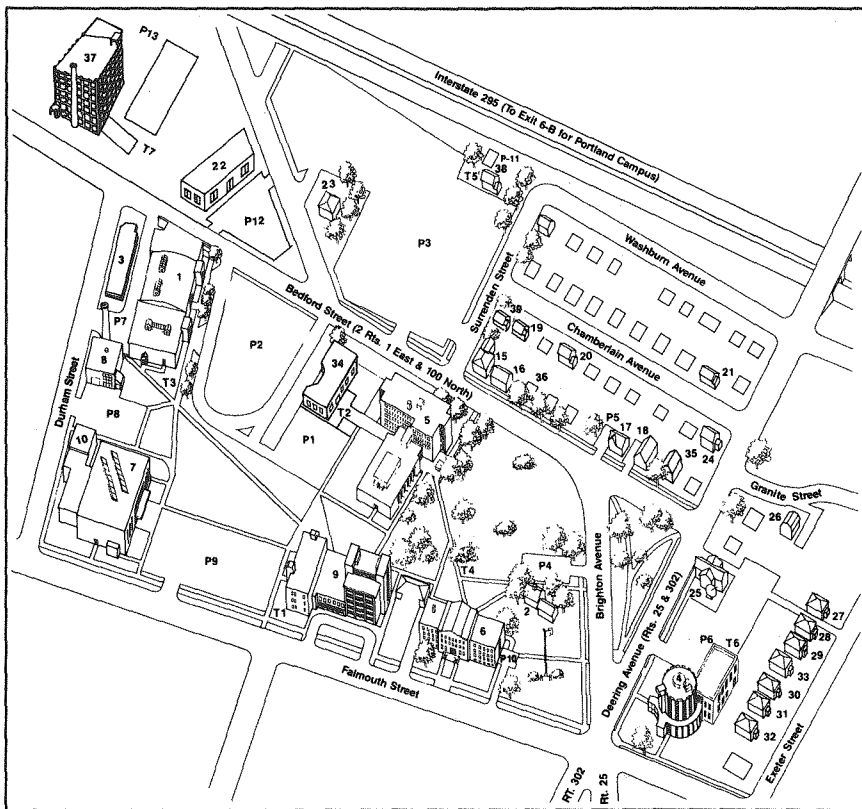 P13
37
Interstate 295 (To Exit 6-B for Portland Campus)
T7
22
P-11
38
T5
23
P12
P3
Washburn Avenue
3
1
Surrenden Street
Bedford Street (2 Rts. 1 East & 100 North)
Chamberlain Avenue
39
19
P7
P2
34
20
15
21
8
T3
16
36
5
T2
P5
17
Durham Street
P8
P1
18
35
24
10
7
Granite Street
26
P9
9
T4
P4
Brighton Avenue
25
T1
2
27
6
28
P6
T6
29
P10
33
Deering Avenue (Rts. 25 & 302)
30
Falmouth Street
31
32
Exeter Street
RT. 302
Rt. 25